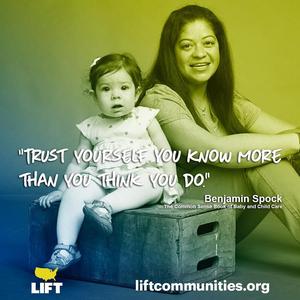 "TRUST YOURSELF YOU KNOW MORE
THAN YOU THINK YOU DO."
Benjamin Spock
The Common Sense Book of Baby and Child Care
LIFT
liftcommunities.org